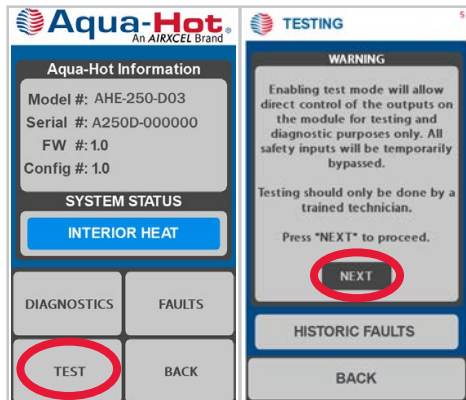 Aqua-Hot®
An AIRXCEL Brand
Aqua-Hot Information
Model #: AHE-250-D03
Serial #: A250D-000000
FW #: 1.0
Config #: 1.0
SYSTEM STATUS
INTERIOR HEAT
DIAGNOSTICS
FAULTS
TEST
BACK
TESTING
5
WARNING
Enabling test mode will allow
direct control of the outputs on
the module for testing and
diagnostic purposes only. All
safety inputs will be temporarily
bypassed.
Testing should only be done by a
trained technician.
Press "NEXT" to proceed.
NEXT
HISTORIC FAULTS
BACK